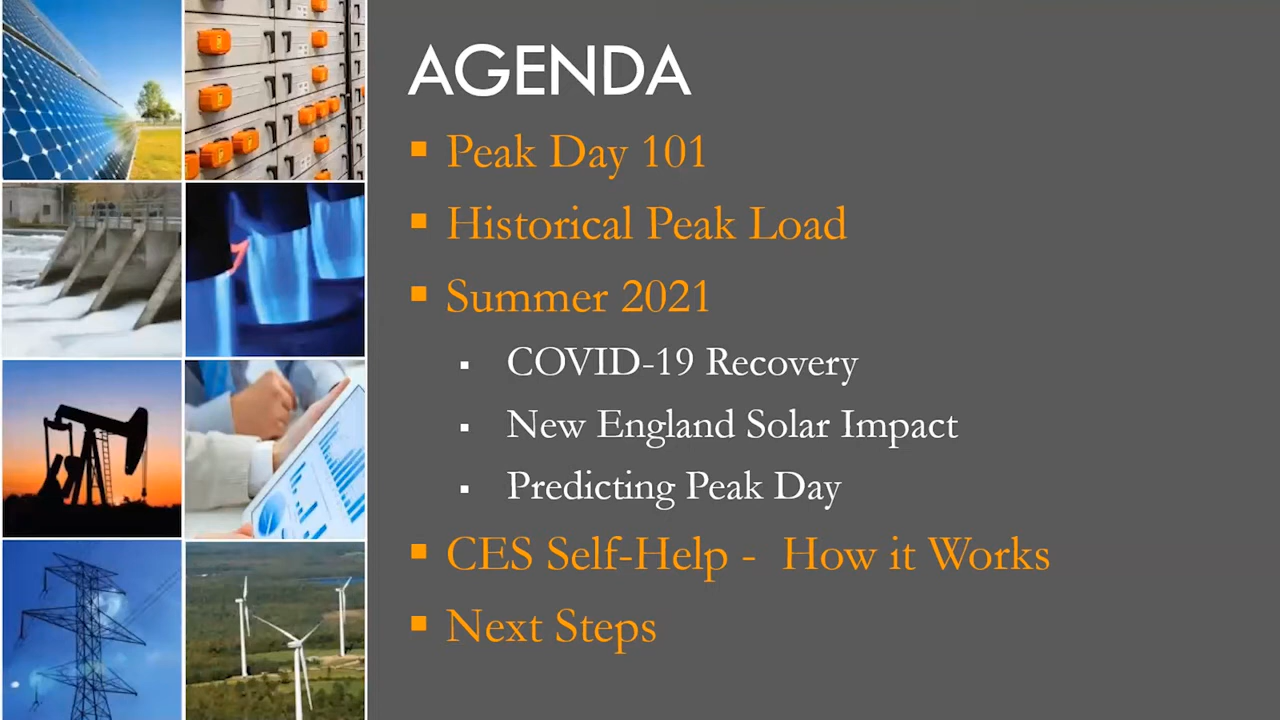 AGENDA
Peak Day 101
Historical Peak Load
Summer 2021
COVID-19 Recovery
New England Solar Impact
Predicting Peak Day
CES Self-Help -  How it Works
Next Steps